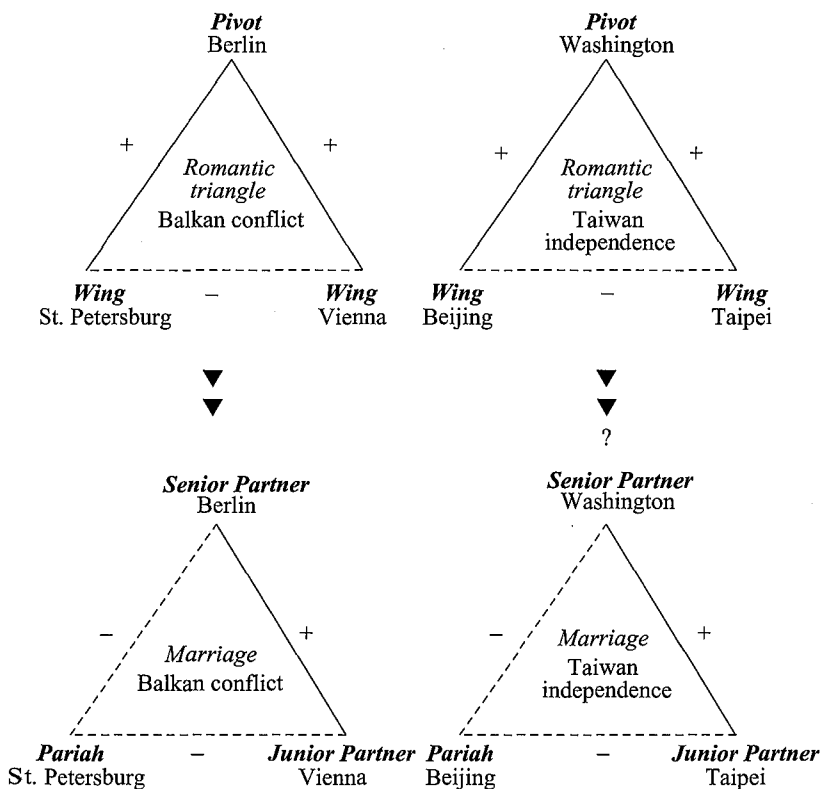 Pivot
Berlin
+
+
Romantic
triangle
Balkan conflict
Wing
–
Wing
St. Petersburg
Vienna
Pivot
Washington
+
+
Romantic
triangle
Taiwan
independence
Wing
–
Wing
Beijing
Taipei
?
Senior Partner
Berlin
–
+
Marriage
Balkan conflict
Pariah
–
Junior Partner
St. Petersburg
Vienna
Senior Partner
Washington
–
+
Marriage
Taiwan
independence
Pariah
–
Junior Partner
Beijing
Taipei